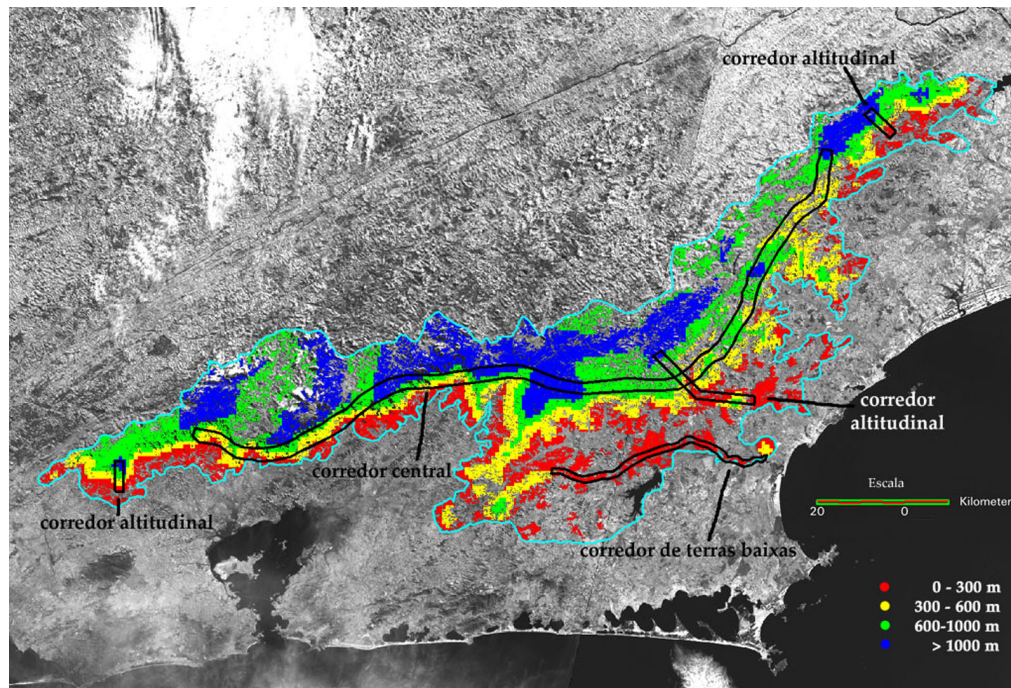 corredor altitudinal
corredor
altitudinal
corredor central
corredor altitudinal
corredor de terras baixas
Escala
Kilometer
20
0
0 - 300 m
300 - 600 m
600-1000 m
> 1000 m